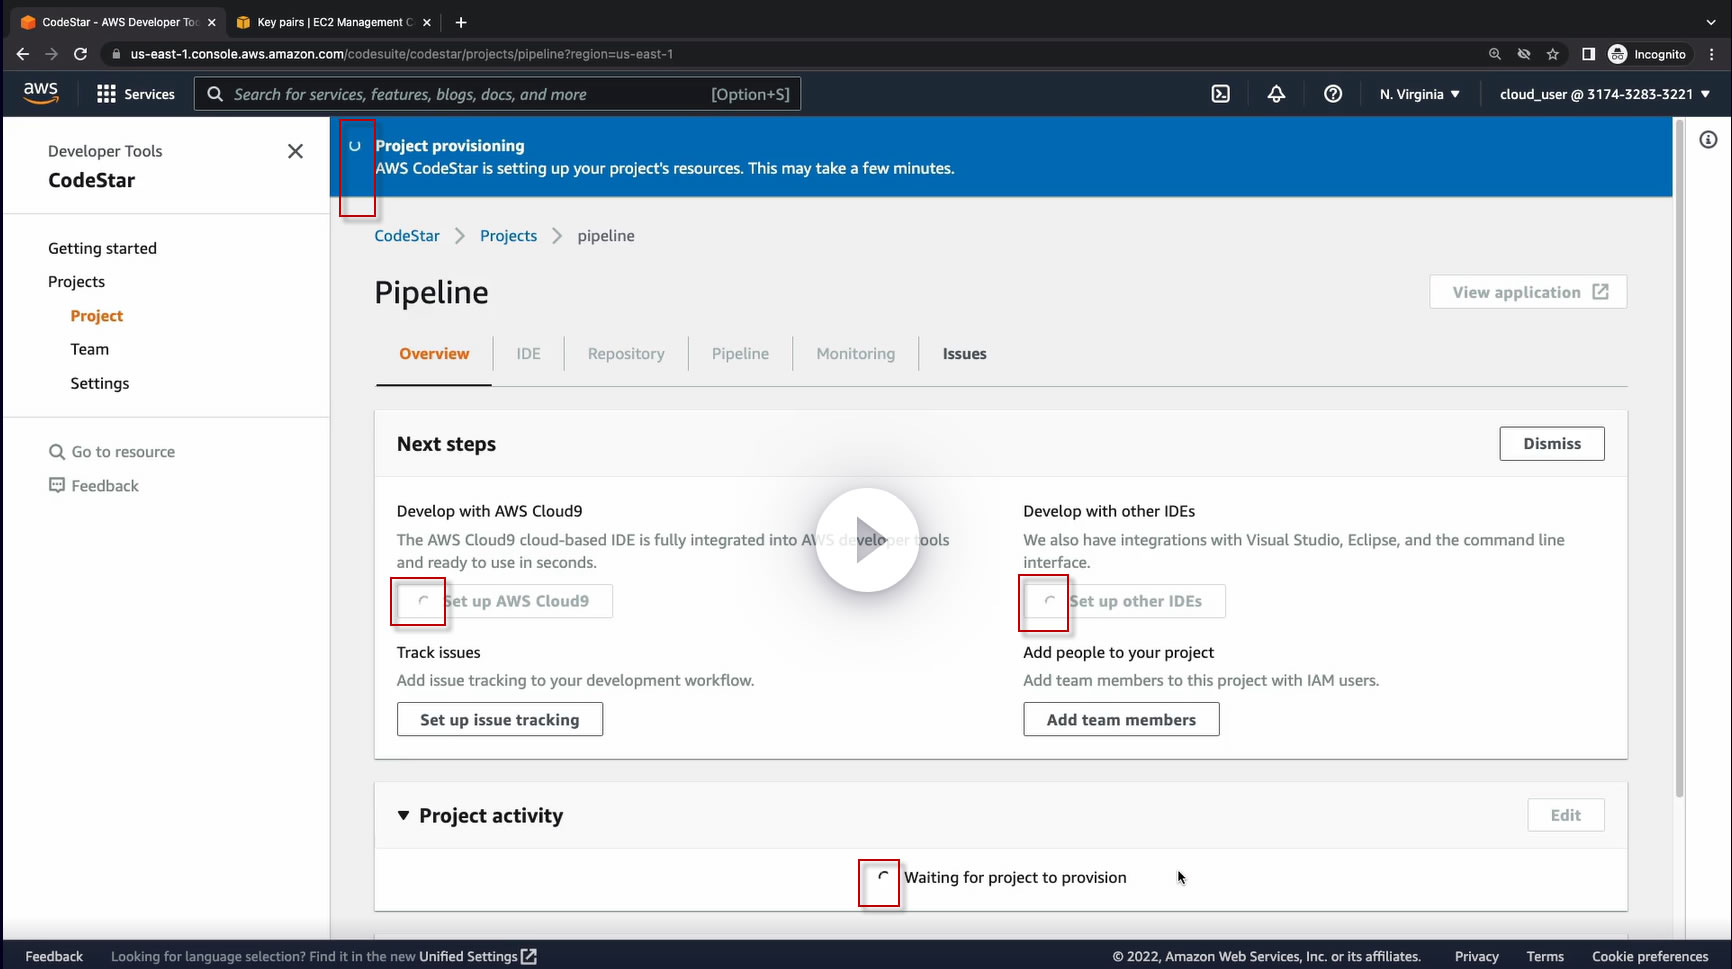 CodeStar - AWS Developer Too
Key pairs | EC2 Management C
us-east-1.console.aws.amazon.com/codesuite/codestar/projects/pipeline?region=us-east-1
Incognito
aws
Services
Search for services, features, blogs, docs, and more
[Option+S]
N. Virginia
cloud_user @ 3174-3283-3221
Developer Tools
CodeStar
Getting started
Projects
Project
Team
Settings
Go to resource
Feedback
Project provisioning
AWS CodeStar is setting up your project's resources. This may take a few minutes.
CodeStar
Projects
pipeline
Pipeline
View application
Overview
IDE
Repository
Pipeline
Monitoring
Issues
Next steps
Dismiss
Develop with AWS Cloud9
The AWS Cloud9 cloud-based IDE is fully integrated into AWS developer tools
and ready to use in seconds.
Set up AWS Cloud9
Develop with other IDEs
We also have integrations with Visual Studio, Eclipse, and the command line
interface.
Set up other IDEs
Track issues
Add issue tracking to your development workflow.
Set up issue tracking
Add people to your project
Add team members to this project with IAM users.
Add team members
Project activity
Edit
Waiting for project to provision
Feedback
Looking for language selection? Find it in the new Unified Settings
© 2022, Amazon Web Services, Inc. or its affiliates.
Privacy
Terms
Cookie preferences